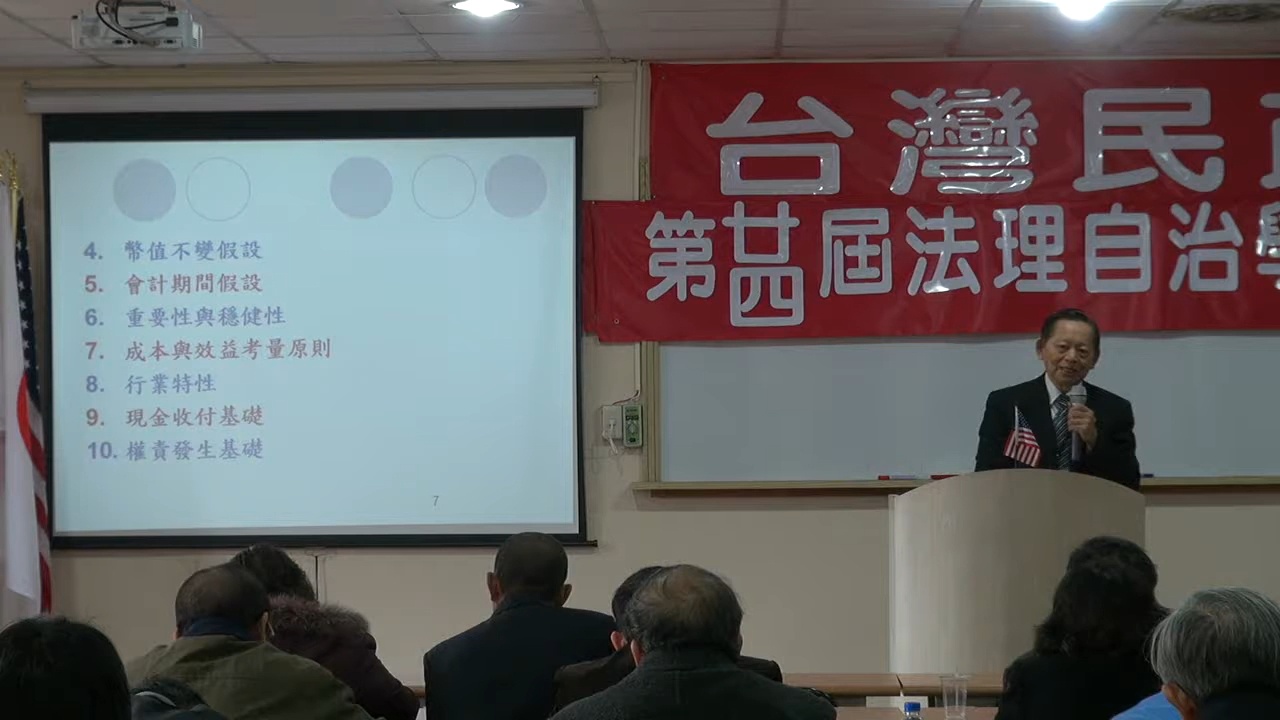 台灣民
第廿四屆法理自治學
4. 幣值不變假設
5. 會計期間假設
6. 重要性與穩健性
7. 成本與效益考量原則
8. 行業特性
9. 現金收付基礎
10. 權責發生基礎
7